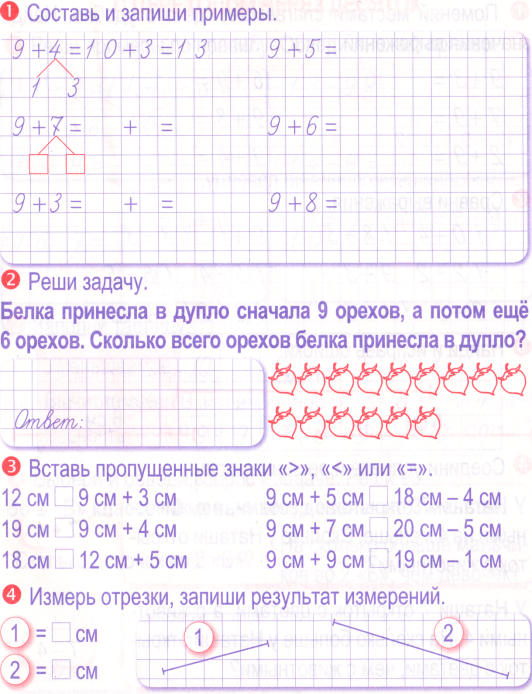 1 Составь и запиши примеры.
9+4=10+3=13 9+5=
1 3
9+7= + = 9+6=
9+3= + = 9+8=
2 Реши задачу.
Белка принесла в дупло сначала 9 орехов, а потом ещё
6 орехов. Сколько всего орехов белка принесла в дупло?
Ответ:
3 Вставь пропущенные знаки «>», «<» или «=».
12 см □ 9 см + 3 см 9 см + 5 см □ 18 см – 4 см
19 см □ 9 см + 4 см 9 см + 7 см □ 20 см – 5 см
18 см □ 12 см + 5 см 9 см + 9 см □ 19 см – 1 см
4 Измерь отрезки, запиши результат измерений.
1 = □ см 1 2
2 = □ см